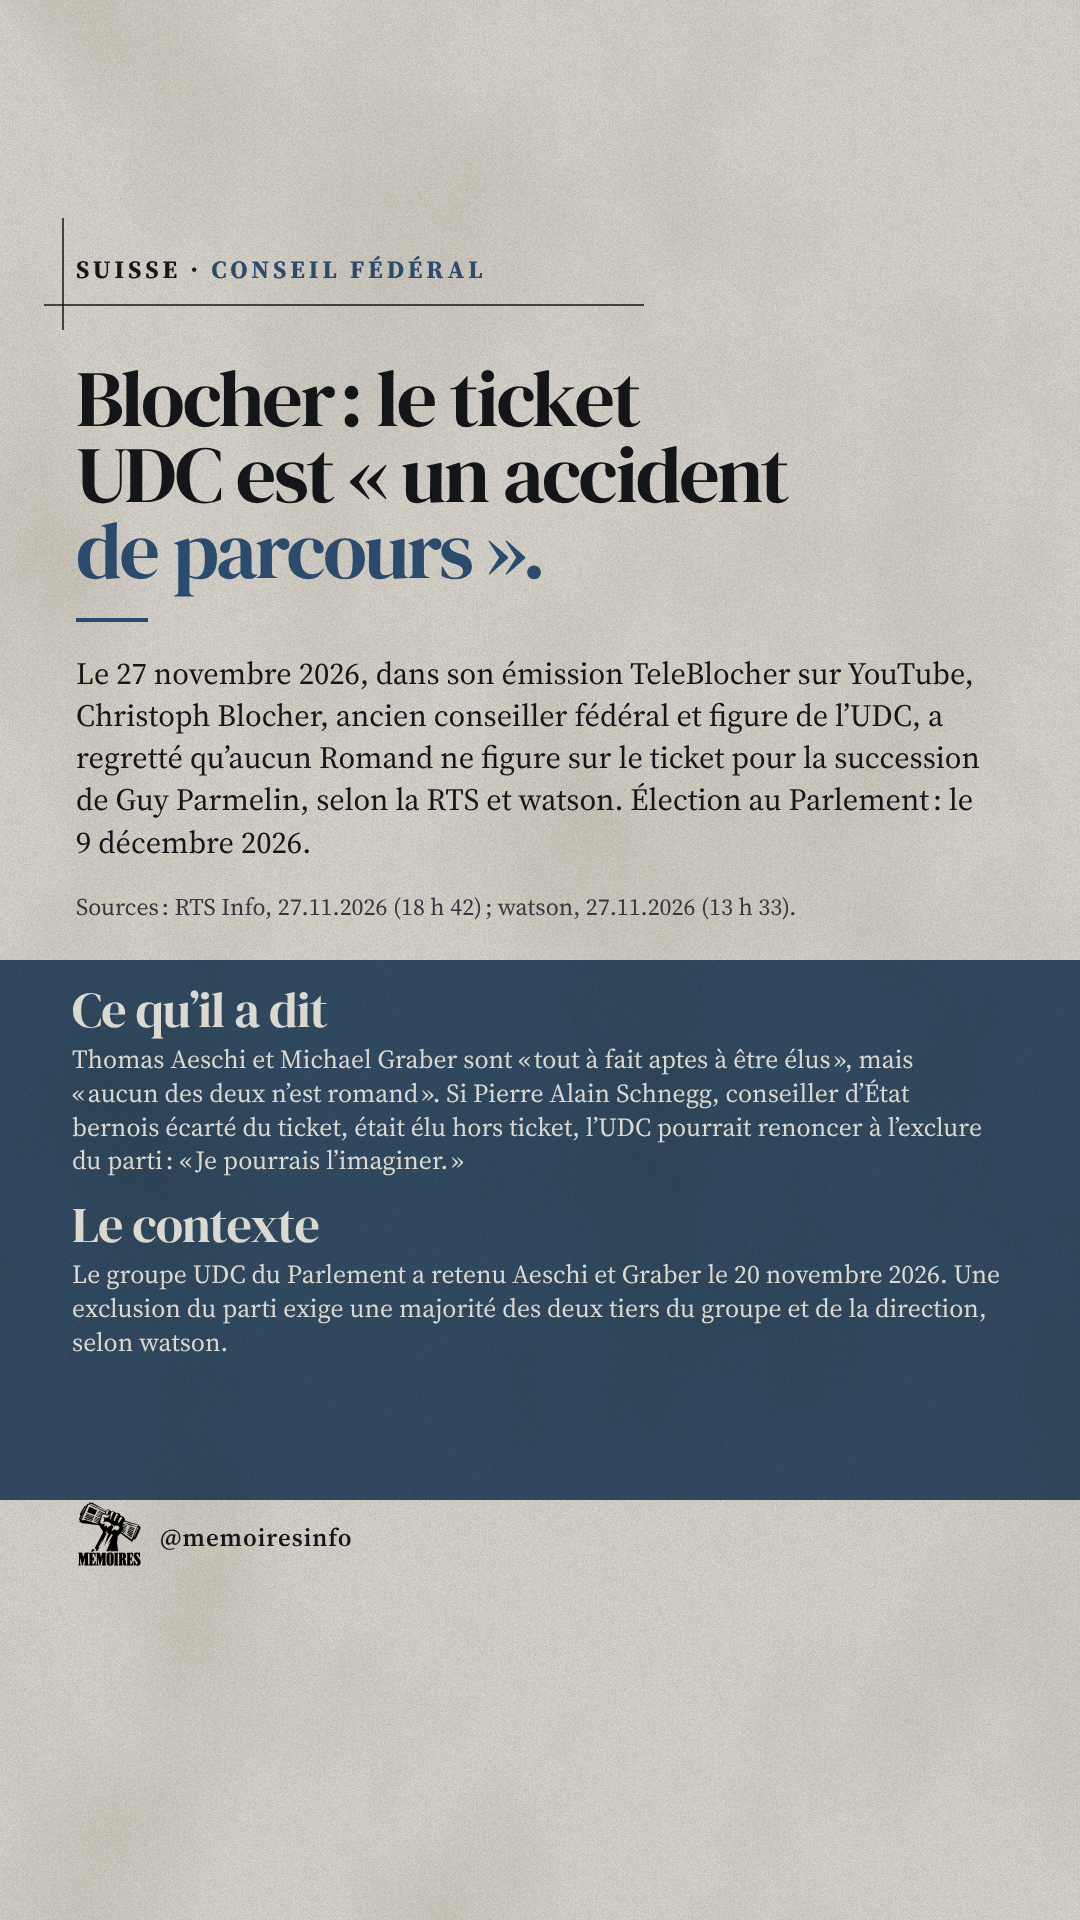 SUISSE · CONSEIL FÉDÉRAL
Blocher : le ticket
UDC est « un accident
de parcours ».
Le 27 novembre 2026, dans son émission TeleBlocher sur YouTube,
Christoph Blocher, ancien conseiller fédéral et figure de l’UDC, a
regretté qu’aucun Romand ne figure sur le ticket pour la succession
de Guy Parmelin, selon la RTS et watson. Élection au Parlement : le
9 décembre 2026.
Sources : RTS Info, 27.11.2026 (18 h 42) ; watson, 27.11.2026 (13 h 33).
Ce qu’il a dit
Thomas Aeschi et Michael Graber sont « tout à fait aptes à être élus », mais
« aucun des deux n’est romand ». Si Pierre Alain Schnegg, conseiller d’État
bernois écarté du ticket, était élu hors ticket, l’UDC pourrait renoncer à l’exclure
du parti : « Je pourrais l’imaginer. »
Le contexte
Le groupe UDC du Parlement a retenu Aeschi et Graber le 20 novembre 2026. Une
exclusion du parti exige une majorité des deux tiers du groupe et de la direction,
selon watson.
MÉMOIRES
@memoiresinfo